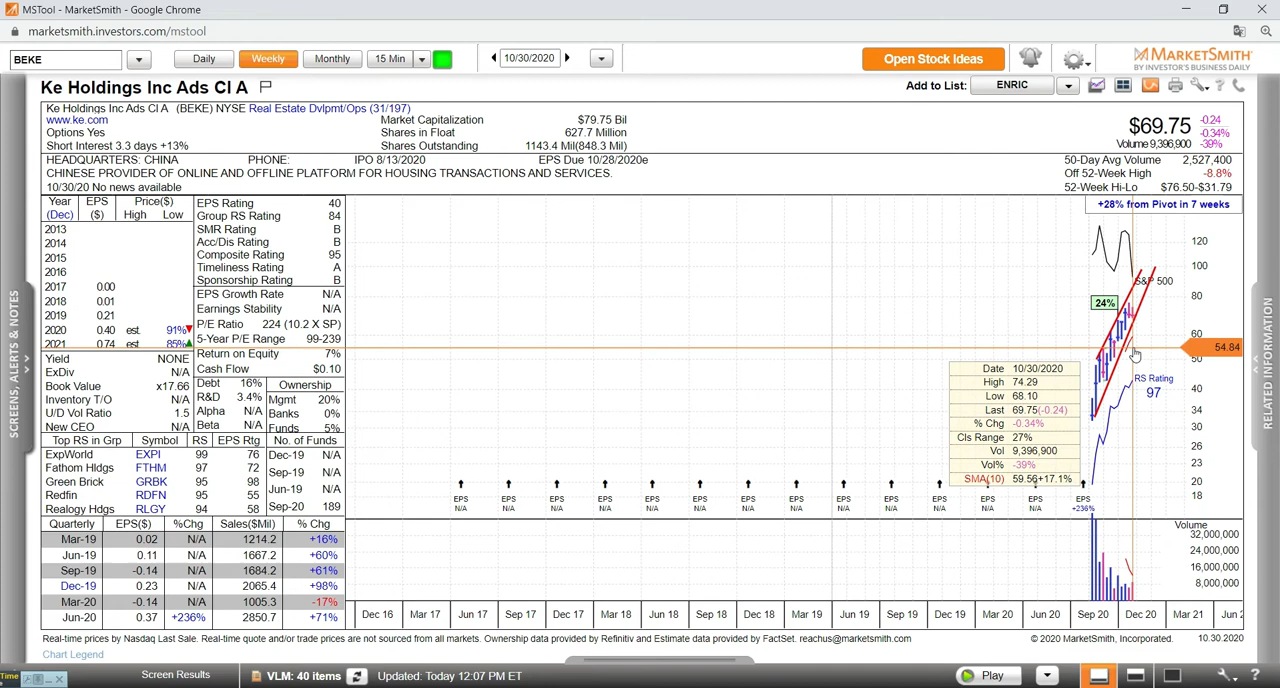 MSTool - MarketSmith - Google Chrome
marketsmith.investors.com/mstool
BEKE
Daily
Weekly
Monthly
15 Min
10/30/2020
Open Stock Ideas
MARKETSMITH
BY INVESTOR'S BUSINESS DAILY
Ke Holdings Inc Ads Cl A
Add to List: ENRIC
Ke Holdings Inc Ads Cl A (BEKE) NYSE Real Estate Dvlpmt/Ops (31/197)
www.ke.com Market Capitalization $79.75 Bil
Options Yes Shares in Float 627.7 Million
Short Interest 3.3 days +13% Shares Outstanding 1143.4 Mil(848.3 Mil)
$69.75 -0.24
-0.34%
Volume 9,396,900 -39%
HEADQUARTERS: CHINA PHONE: IPO 8/13/2020 EPS Due 10/28/2020e
CHINESE PROVIDER OF ONLINE AND OFFLINE PLATFORM FOR HOUSING TRANSACTIONS AND SERVICES.
10/30/20 No news available
50-Day Avg Volume 2,527,400
Off 52-Week High -8.8%
52-Week Hi-Lo $76.50-$31.79
+28% from Pivot in 7 weeks
Year EPS Price($)
(Dec) ($) High Low
2013
2014
2015
2016
2017 0.00
2018 0.01
2019 0.21
2020 0.40 est. 91%
2021 0.74 est. 85%
Yield NONE
ExDiv N/A
Book Value x17.66
Inventory T/O N/A
U/D Vol Ratio 1.5
New CEO N/A
EPS Rating 40
Group RS Rating 84
SMR Rating B
Acc/Dis Rating B
Composite Rating 95
Timeliness Rating A
Sponsorship Rating B
EPS Growth Rate N/A
Earnings Stability N/A
P/E Ratio 224 (10.2 X SP)
5-Year P/E Range 99-239
Return on Equity 7%
Cash Flow $0.10
Debt 16%
R&D 3.4%
Alpha N/A
Beta N/A
Ownership
Mgmt 20%
Banks 0%
Funds 5%
Top RS in Grp Symbol RS EPS Rtg
ExpWorld EXPI 99 76
Fathom Hldgs FTHM 97 72
Green Brick GRBK 95 98
Redfin RDFN 95 55
Realogy Hdgs RLGY 94 58
No. of Funds
Dec-19 N/A
Sep-19 N/A
Jun-19 N/A
Sep-20 189
Quarterly EPS($) %Chg Sales($Mil) % Chg
Mar-19 0.02 N/A 1214.2 +16%
Jun-19 0.11 N/A 1667.2 +60%
Sep-19 -0.14 N/A 1684.2 +61%
Dec-19 0.23 N/A 2065.4 +98%
Mar-20 -0.14 N/A 1005.3 -17%
Jun-20 0.37 +236% 2850.7 +71%
S&P 500
24%
RS Rating
97
120
100
80
60
54.84
50
40
34
30
26
23
20
18
Date 10/30/2020
High 74.29
Low 68.10
Last 69.75(-0.24)
% Chg -0.34%
Cls Range 27%
Vol 9,396,900
Vol% -39%
SMA(10) 59.56+17.1%
EPS EPS EPS EPS EPS EPS EPS EPS EPS EPS EPS EPS EPS EPS
N/A N/A N/A N/A N/A N/A N/A N/A N/A N/A N/A N/A N/A +236%
Volume
32,000,000
24,000,000
16,000,000
8,000,000
Dec 16 Mar 17 Jun 17 Sep 17 Dec 17 Mar 18 Jun 18 Sep 18 Dec 18 Mar 19 Jun 19 Sep 19 Dec 19 Mar 20 Jun 20 Sep 20 Dec 20 Mar 21 Jun 2
Real-time prices by Nasdaq Last Sale. Real-time quote and/or trade prices are not sourced from all markets. Ownership data provided by Refinitiv and Estimate data provided by FactSet. reachus@marketsmith.com
© 2020 MarketSmith, Incorporated. 10.30.2020
Chart Legend
SCREENS, ALERTS & NOTES
RELATED INFORMATION
Time
Screen Results
VLM: 40 items
Updated: Today 12:07 PM ET
Play